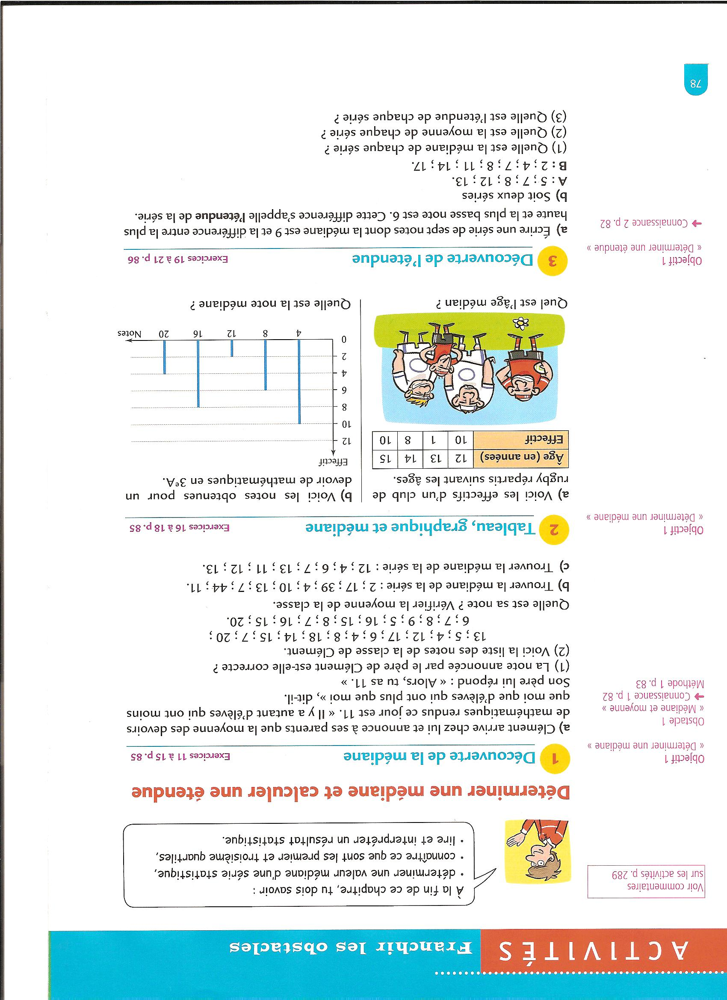 ACTIVITÉS
Franchir les obstacles
Voir commentaires
sur les activités p. 289
À la fin de ce chapitre, tu dois savoir :
• déterminer une valeur médiane d'une série statistique,
• connaître ce que sont les premier et troisième quartiles,
• lire et interpréter un résultat statistique.
Déterminer une médiane et calculer une étendue
Objectif 1
« Déterminer une médiane »
Obstacle 1
« Médiane et moyenne »
➔ Connaissance 1 p. 82
Méthode 1 p. 83
1 Découverte de la médiane
Exercices 11 à 15 p. 85
a) Clément arrive chez lui et annonce à ses parents que la moyenne des devoirs
de mathématiques rendus ce jour est 11. « Il y a autant d'élèves qui ont moins
que moi que d'élèves qui ont plus que moi », dit-il.
Son père lui répond : « Alors, tu as 11. »
(1) La note annoncée par le père de Clément est-elle correcte ?
(2) Voici la liste des notes de la classe de Clément.
13 ; 5 ; 4 ; 12 ; 17 ; 6 ; 4 ; 8 ; 18 ; 14 ; 15 ; 7 ; 20 ;
6 ; 7 ; 8 ; 9 ; 5 ; 16 ; 15 ; 8 ; 7 ; 16 ; 15 ; 20.
Quelle est sa note ? Vérifier la moyenne de la classe.
b) Trouver la médiane de la série : 2 ; 17 ; 39 ; 4 ; 10 ; 13 ; 7 ; 44 ; 11.
c) Trouver la médiane de la série : 12 ; 4 ; 6 ; 7 ; 13 ; 11 ; 12 ; 13.
Objectif 1
« Déterminer une médiane »
2 Tableau, graphique et médiane
Exercices 16 à 18 p. 85
a) Voici les effectifs d'un club de
rugby répartis suivant les âges.
Âge (en années) 12 13 14 15
Effectif 10 1 8 10
Quel est l'âge médian ?
b) Voici les notes obtenues pour un
devoir de mathématiques en 3ᵉA.
Effectif
12
10
8
6
4
2
0
4 8 12 16 20 Notes
Quelle est la note médiane ?
Objectif 1
« Déterminer une étendue »
➔ Connaissance 2 p. 82
3 Découverte de l'étendue
Exercices 19 à 21 p. 86
a) Écrire une série de sept notes dont la médiane est 9 et la différence entre la plus
haute et la plus basse note est 6. Cette différence s'appelle l'étendue de la série.
b) Soit deux séries
A : 5 ; 7 ; 8 ; 12 ; 13.
B : 2 ; 4 ; 7 ; 8 ; 11 ; 14 ; 17.
(1) Quelle est la médiane de chaque série ?
(2) Quelle est la moyenne de chaque série ?
(3) Quelle est l'étendue de chaque série ?
78